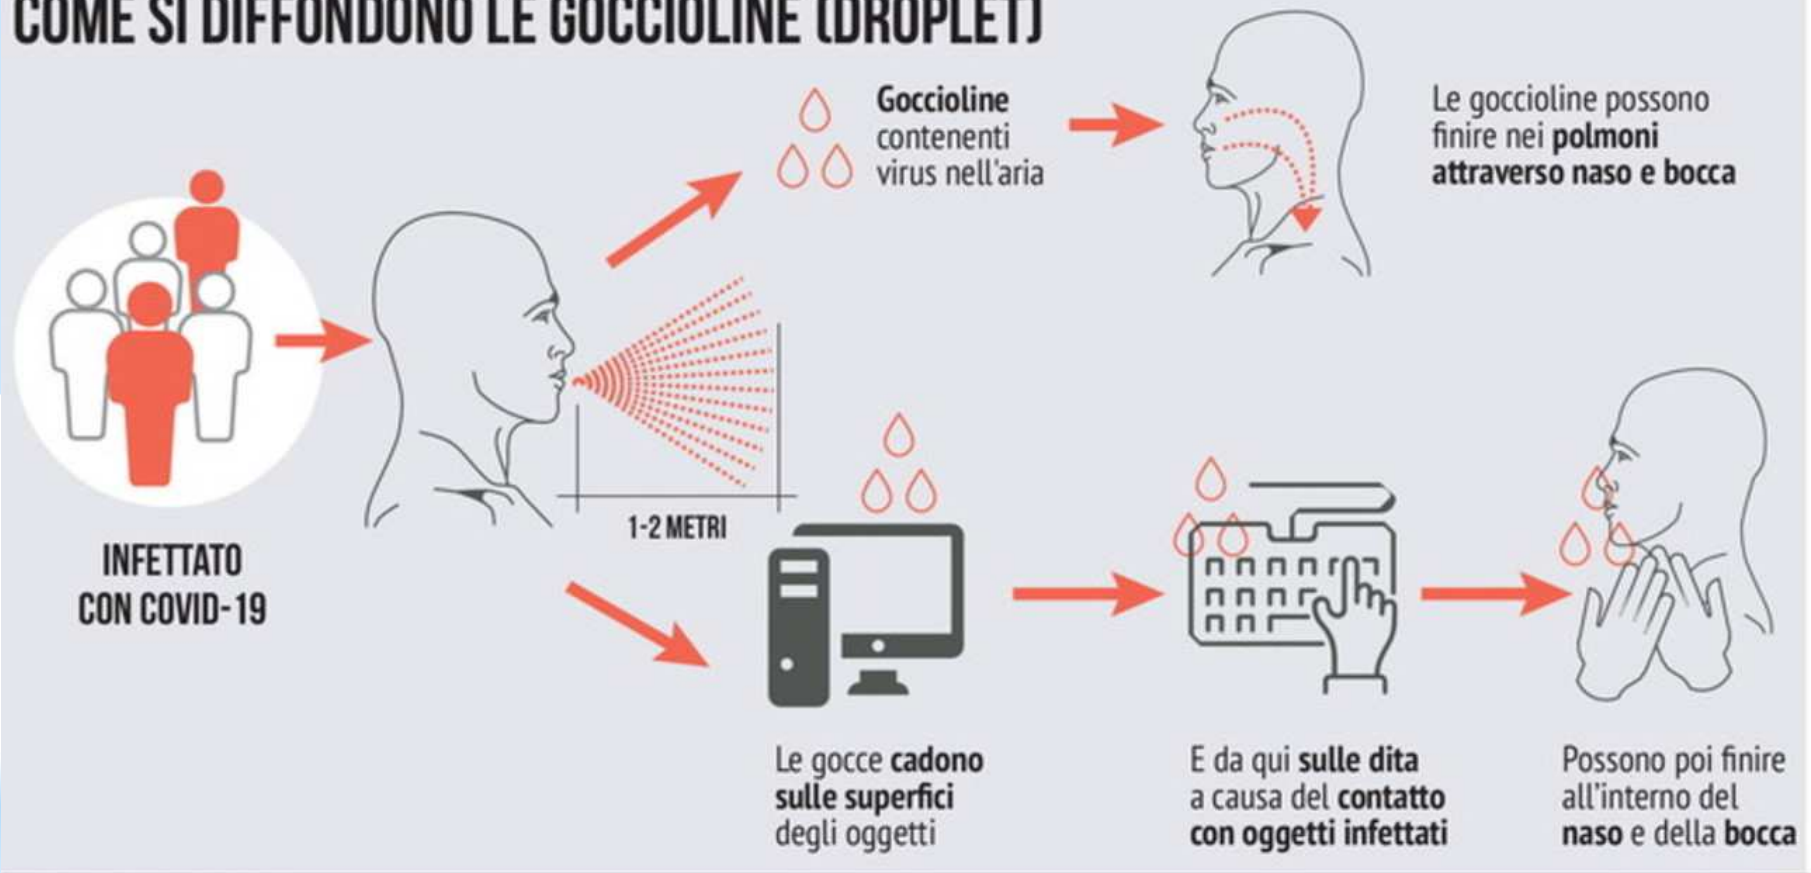 COME SI DIFFONDONO LE GOCCIOLINE (DROPLET)
Goccioline
contenenti
virus nell'aria
Le goccioline possono
finire nei polmoni
attraverso naso e bocca
INFETTATO
CON COVID-19
1-2 METRI
Le gocce cadono
sulle superfici
degli oggetti
E da qui sulle dita
a causa del contatto
con oggetti infettati
Possono poi finire
all'interno del
naso e della bocca